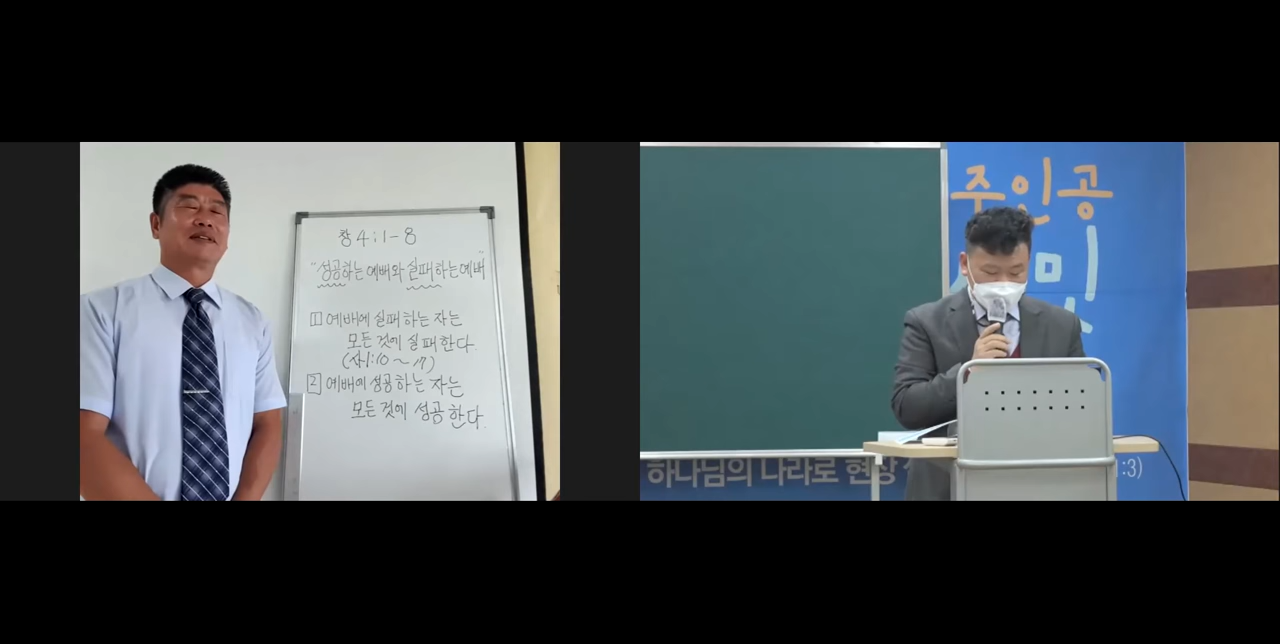 창 4:1-8
"성공하는 예배와 실패하는 예배"
1 예배에 실패하는 자는
모든 것에 실패한다.
(사1:10~17)
2 예배에 성공하는 자는
모든 것에 성공한다.
주인공
하나님의 나라로 현장
:3)